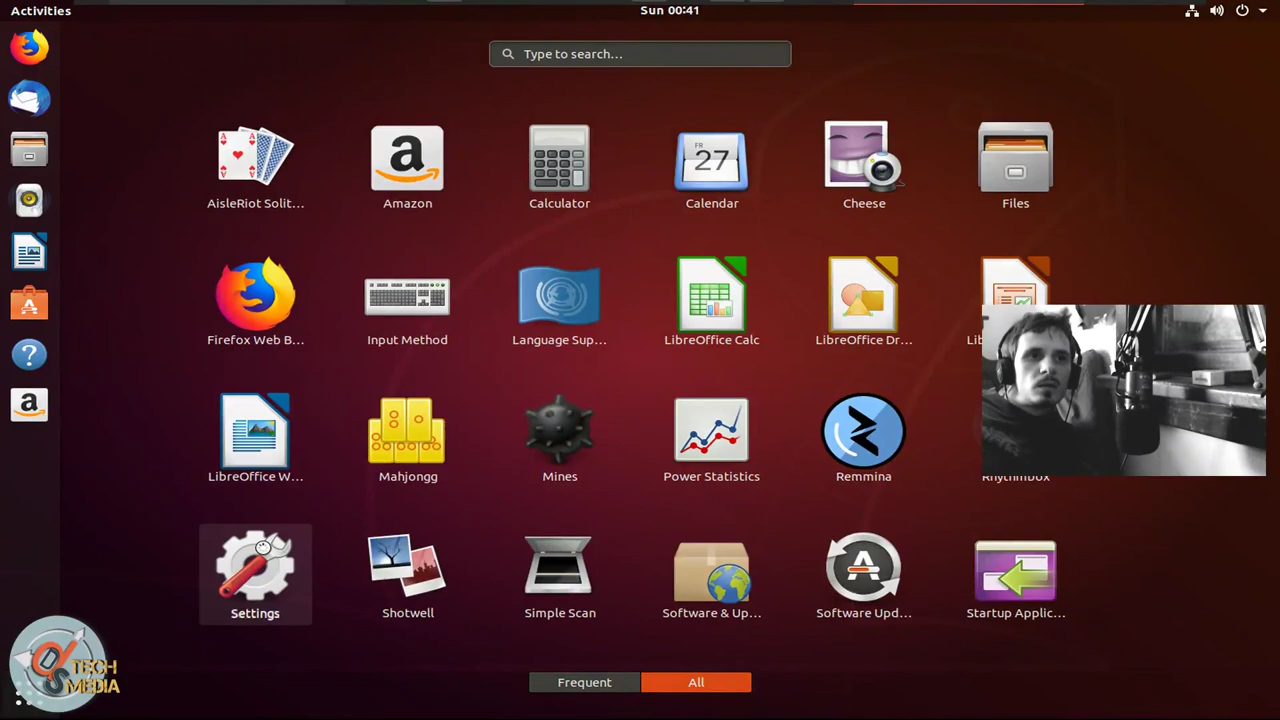 Activities
Sun 00:41
Type to search...
AisleRiot Solit...
Amazon
Calculator
Calendar
Cheese
Files
FR
27
Firefox Web B...
Input Method
Language Sup...
LibreOffice Calc
LibreOffice Dr...
LibreOffice W...
Mahjongg
Mines
Power Statistics
Remmina
Rhythmbox
Settings
Shotwell
Simple Scan
Software & Up...
Software Upd...
Startup Applic...
Frequent
All
TECH
MEDIA